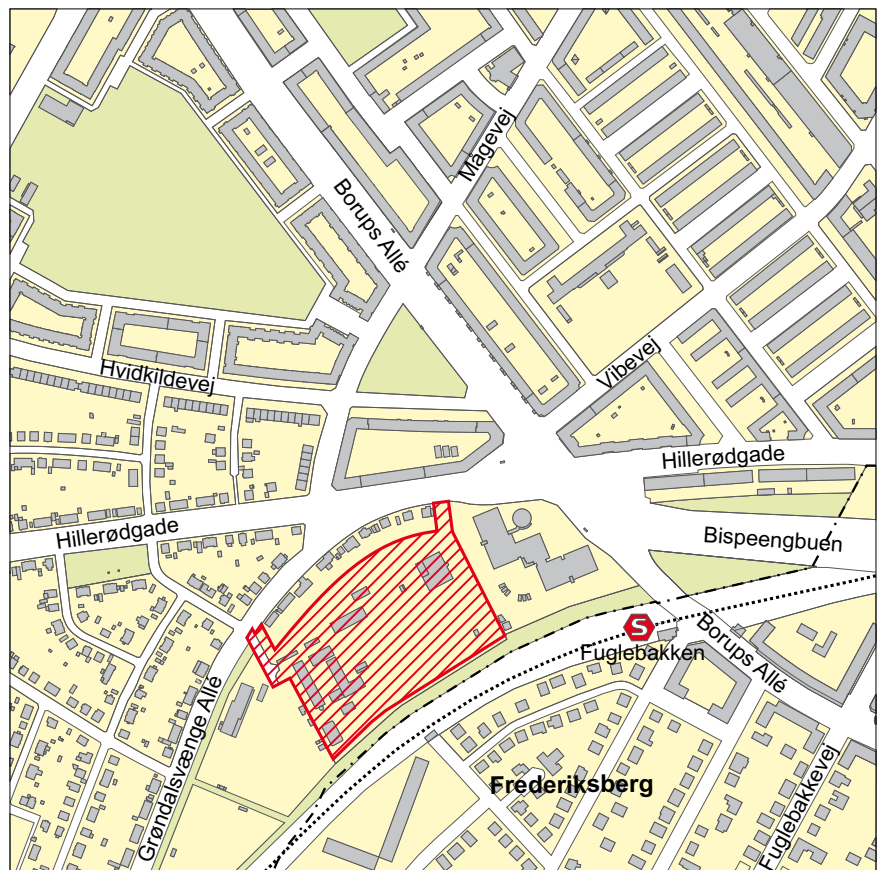 Mågevej
Borups Allé
Vibevej
Hvidkildevej
Hillerødgade
Hillerødgade
Bispeengbuen
S
Fuglebakken
Borups Allé
Grøndalsvænge Allé
Frederiksberg
Fuglebakkevej